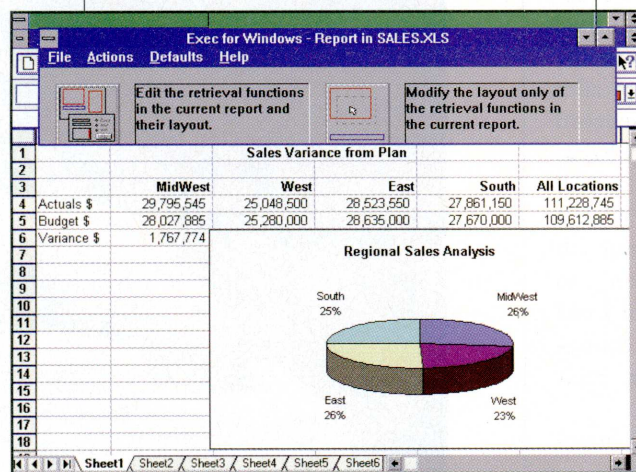 Exec for Windows - Report in SALES.XLS
File Actions Defaults Help
Edit the retrieval functions
in the current report and
their layout.
Modify the layout only of
the retrieval functions in
the current report.
1 Sales Variance from Plan
2
3 MidWest West East South All Locations
4 Actuals $ 29,795,545 25,048,500 28,523,550 27,861,150 111,228,745
5 Budget $ 28,027,885 25,280,000 28,635,000 27,670,000 109,612,885
6 Variance $ 1,767,774
7
Regional Sales Analysis
8
9
10
South MidWest
25% 26%
11
12
13
14
15
East West
26% 23%
16
17
18
Sheet1 Sheet2 Sheet3 Sheet4 Sheet5 Sheet6